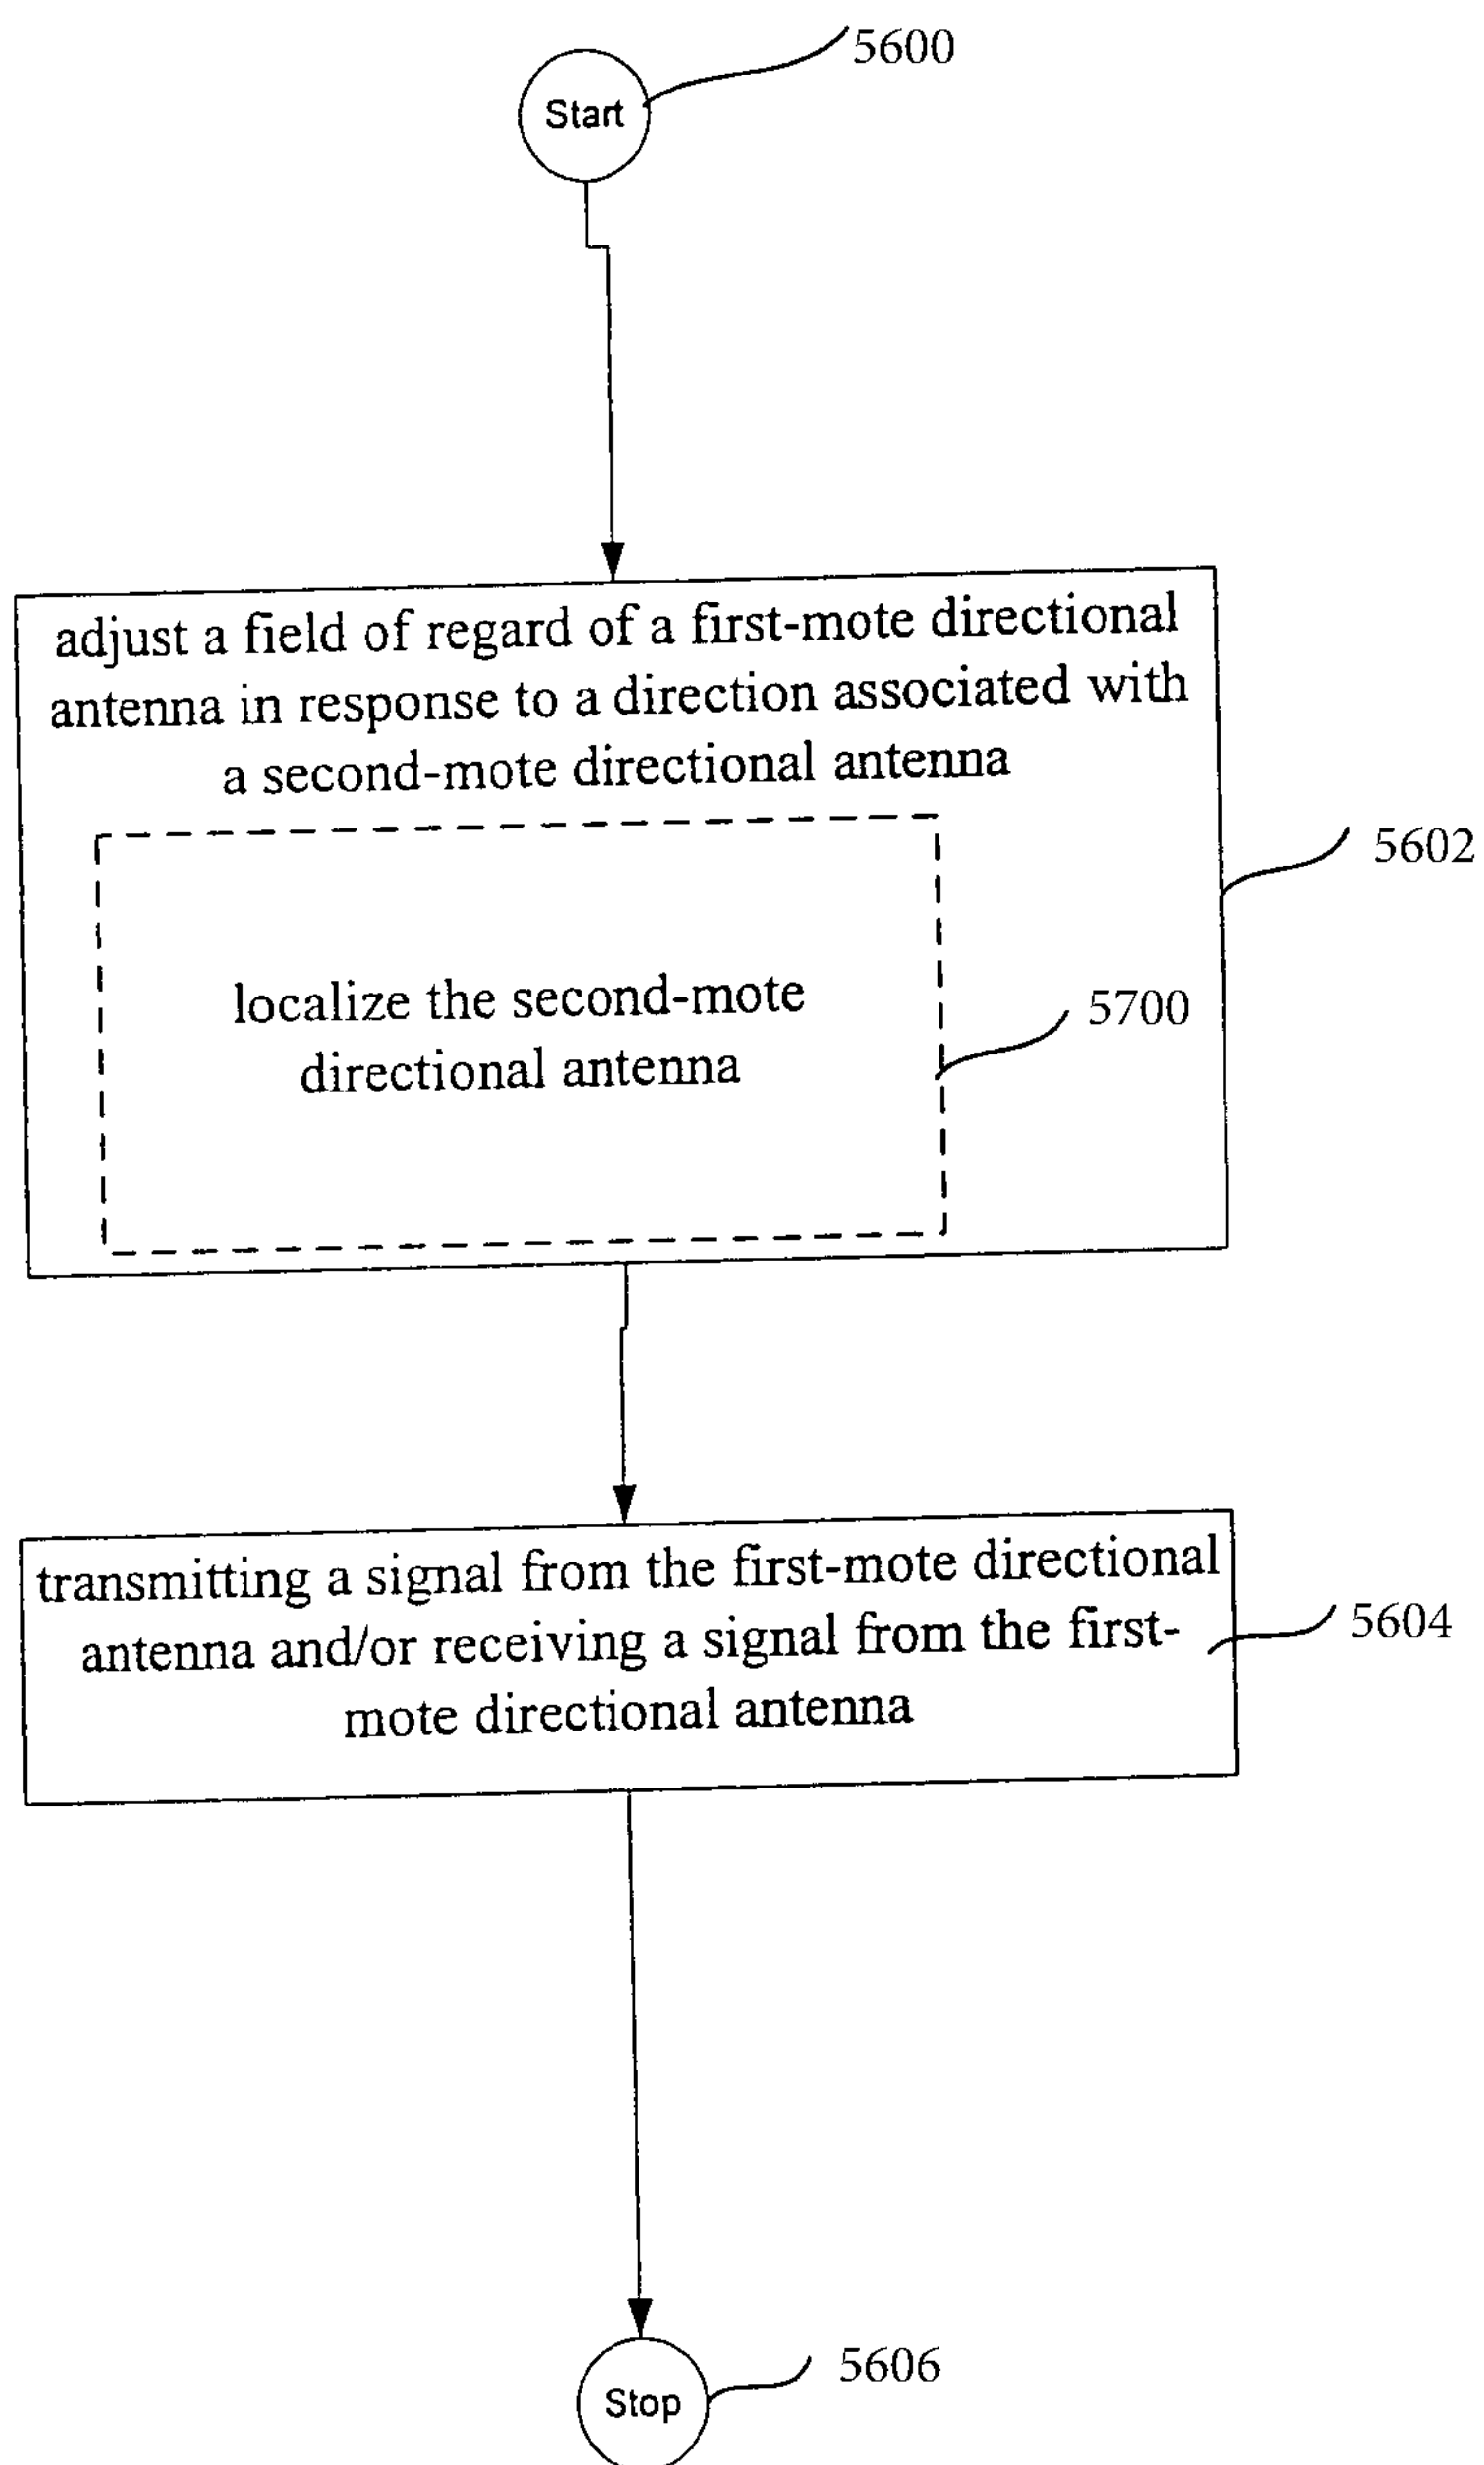 5600
Start
adjust a field of regard of a first-mote directional
antenna in response to a direction associated with
a second-mote directional antenna
5602
localize the second-mote
directional antenna
5700
transmitting a signal from the first-mote directional
antenna and/or receiving a signal from the first-
mote directional antenna
5604
5606
Stop